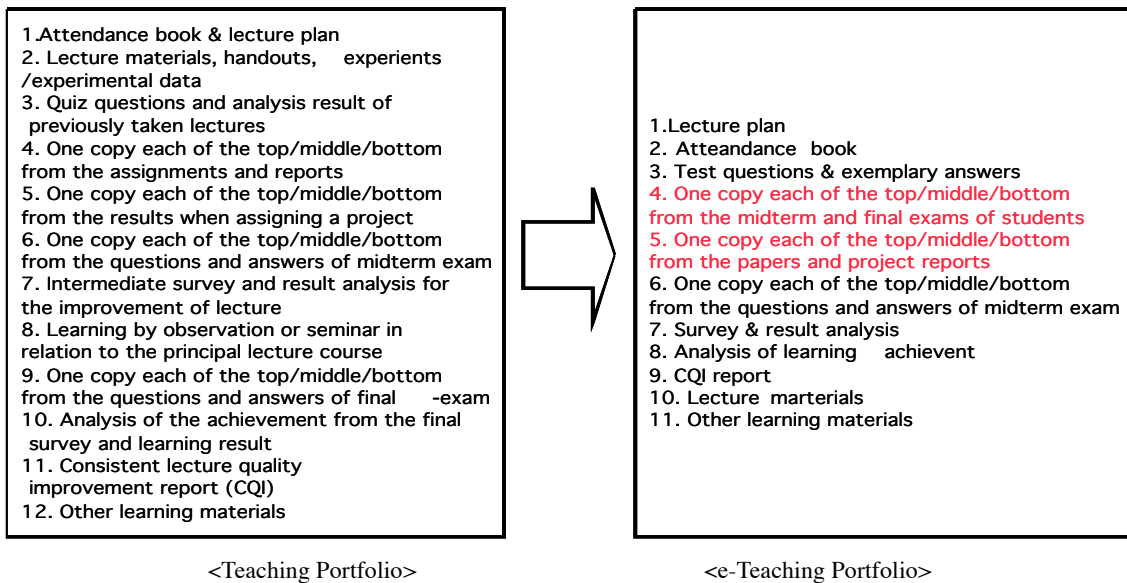 1.Attendance book & lecture plan
2. Lecture materials, handouts, experients
/experimental data
3. Quiz questions and analysis result of
previously taken lectures
4. One copy each of the top/middle/bottom
from the assignments and reports
5. One copy each of the top/middle/bottom
from the results when assigning a project
6. One copy each of the top/middle/bottom
from the questions and answers of midterm exam
7. Intermediate survey and result analysis for
the improvement of lecture
8. Learning by observation or seminar in
relation to the principal lecture course
9. One copy each of the top/middle/bottom
from the questions and answers of final -exam
10. Analysis of the achievement from the final
survey and learning result
11. Consistent lecture quality
improvement report (CQI)
12. Other learning materials
<Teaching Portfolio>
1.Lecture plan
2. Atteandance book
3. Test questions & exemplary answers
4. One copy each of the top/middle/bottom
from the midterm and final exams of students
5. One copy each of the top/middle/bottom
from the papers and project reports
6. One copy each of the top/middle/bottom
from the questions and answers of midterm exam
7. Survey & result analysis
8. Analysis of learning achievent
9. CQI report
10. Lecture marterials
11. Other learning materials
<e-Teaching Portfolio>